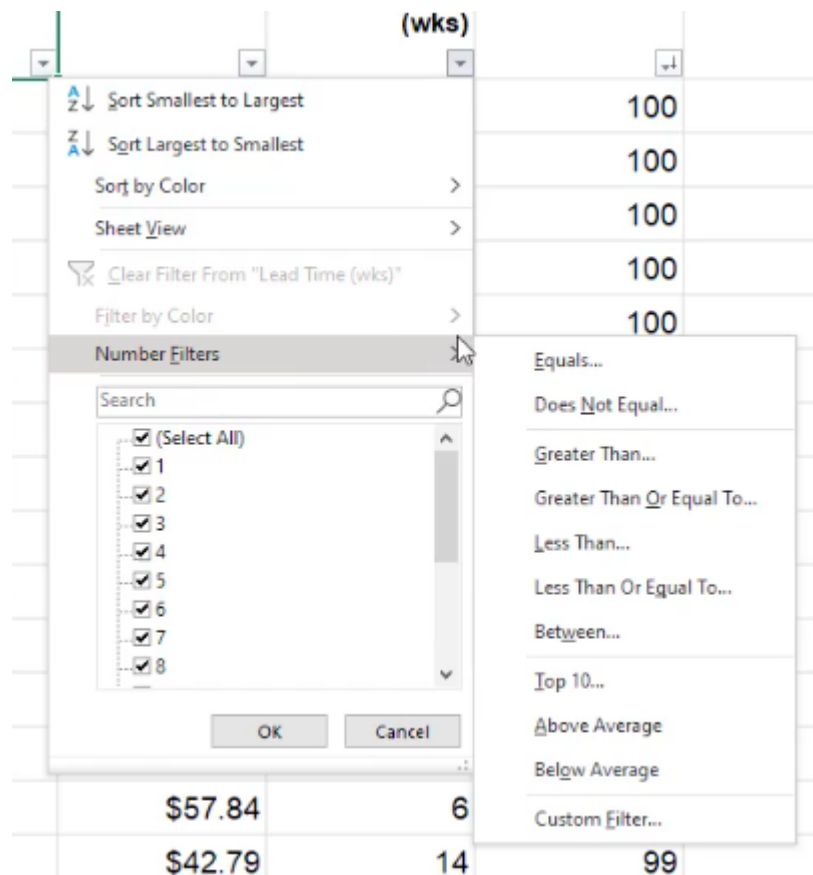 (wks)
Sort Smallest to Largest
Sort Largest to Smallest
Sort by Color
Sheet View
Clear Filter From "Lead Time (wks)"
Filter by Color
Number Filters
Search
(Select All)
1
2
3
4
5
6
7
8
OK
Cancel
Equals...
Does Not Equal...
Greater Than...
Greater Than Or Equal To...
Less Than...
Less Than Or Equal To...
Between...
Top 10...
Above Average
Below Average
Custom Filter...
100
100
100
100
100
$57.84 6
$42.79 14 99